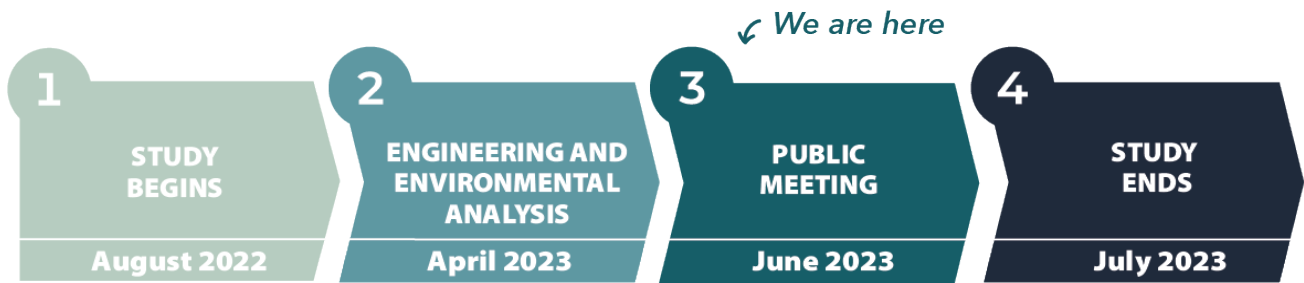 We are here
1
STUDY
BEGINS
August 2022
2
ENGINEERING AND
ENVIRONMENTAL
ANALYSIS
April 2023
3
PUBLIC
MEETING
June 2023
4
STUDY
ENDS
July 2023